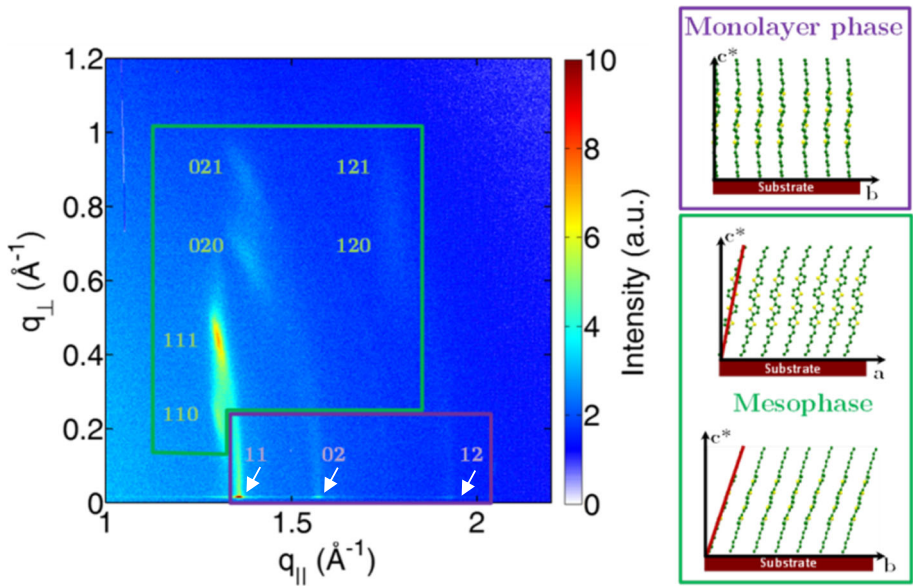 Monolayer phase
c*
Substrate
b
1.2
1
0.8
0.6
0.4
0.2
0
q⊥ (Å⁻¹)
021
121
020
120
111
110
11
02
12
1
1.5
2
q|| (Å⁻¹)
10
8
6
4
2
0
Intensity (a.u.)
c*
Substrate
a
Mesophase
c*
Substrate
b